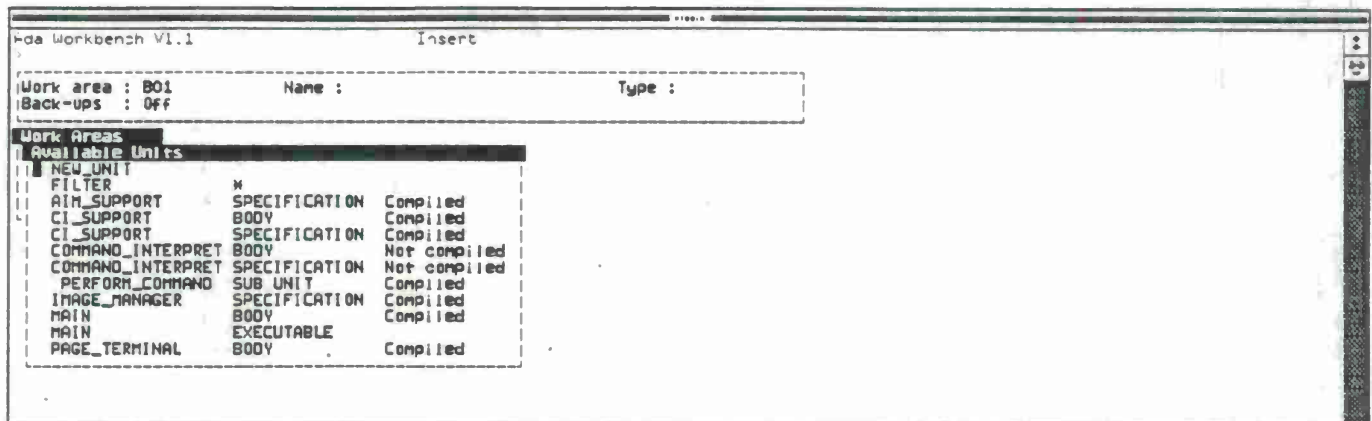 Ada Workbench V1.1 Insert
>
Work area : BO1 Name : Type :
Back-ups : Off
Work Areas
Available Units
NEW_UNIT
FILTER *
AIM_SUPPORT SPECIFICATION Compiled
CI_SUPPORT BODY Compiled
CI_SUPPORT SPECIFICATION Compiled
COMMAND_INTERPRET BODY Not compiled
COMMAND_INTERPRET SPECIFICATION Not compiled
PERFORM_COMMAND SUB UNIT Compiled
IMAGE_MANAGER SPECIFICATION Compiled
MAIN BODY Compiled
MAIN EXECUTABLE
PAGE_TERMINAL BODY Compiled